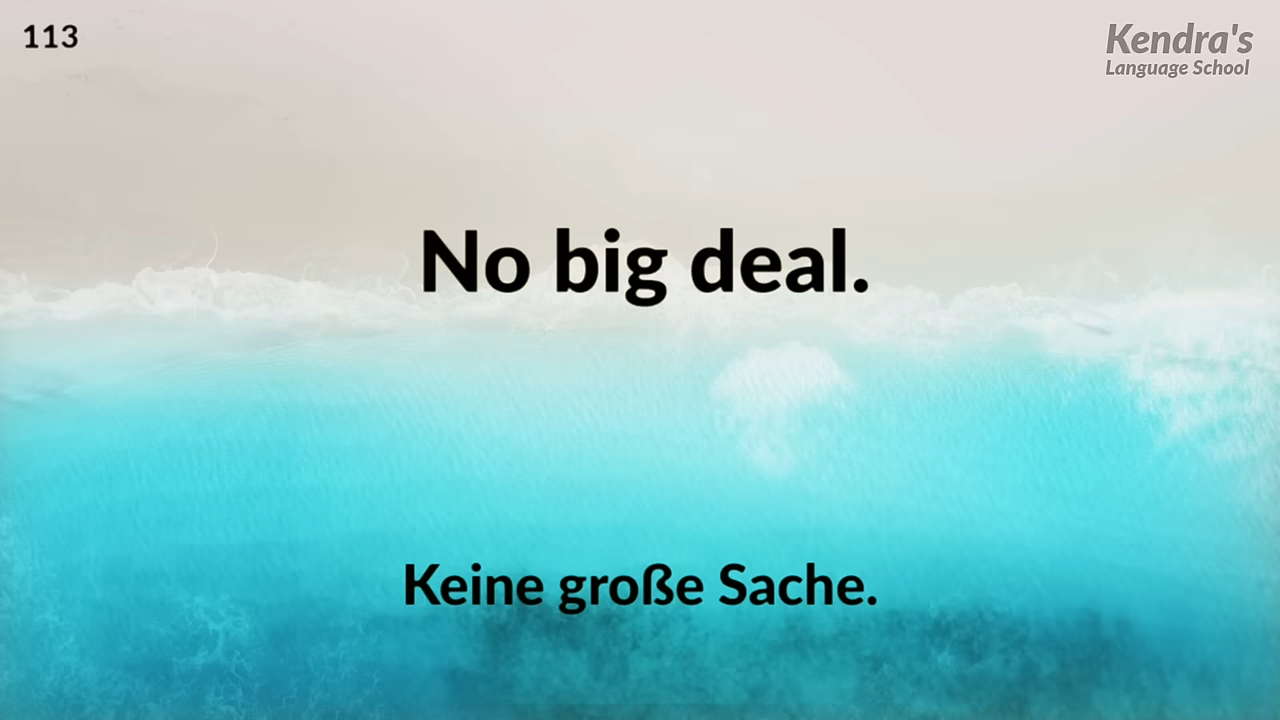 113
Kendra's
Language School
No big deal.
Keine große Sache.